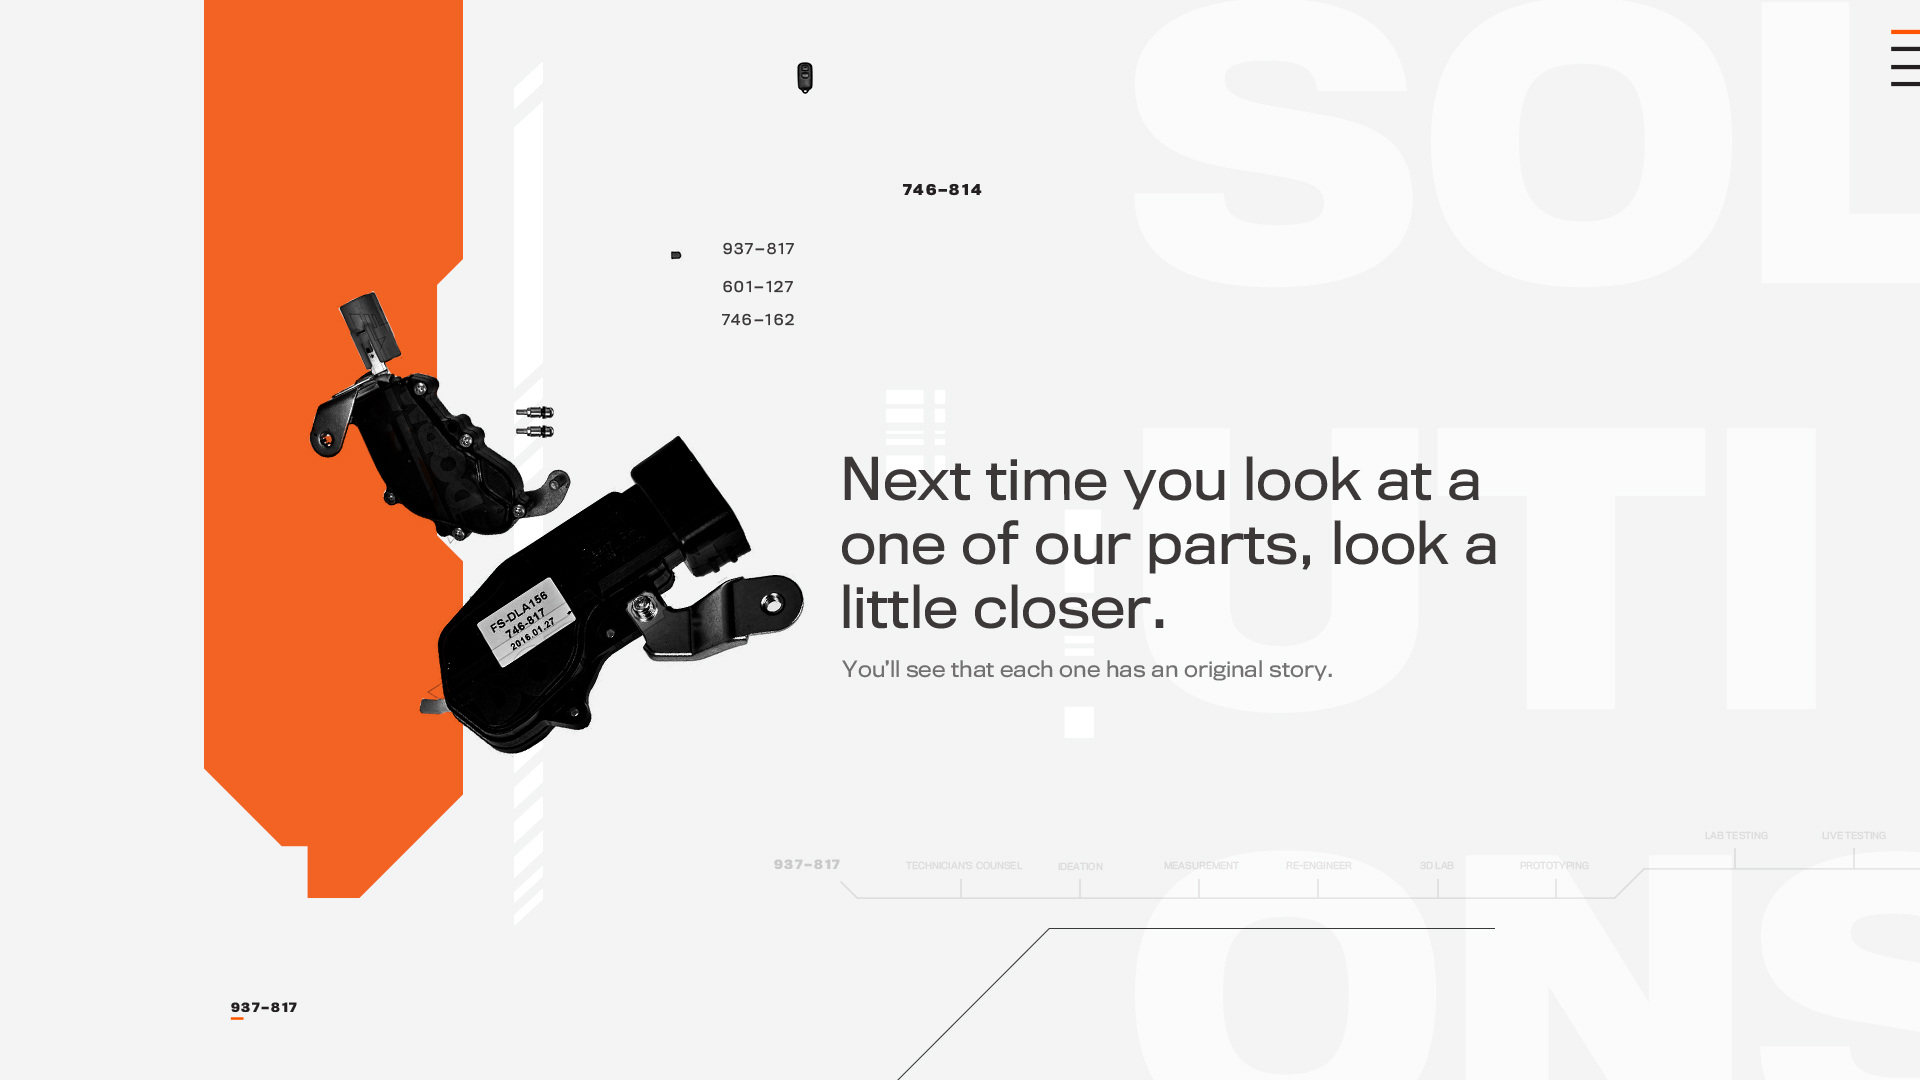 SOL
UTI
ONS
746-814
937-817
601-127
746-162
Next time you look at a
one of our parts, look a
little closer.
You'll see that each one has an original story.
FS-DLA156
746-817
2016.01.27
LAB TESTING
LIVE TESTING
937-817
TECHNICIAN'S COUNSEL
IDEATION
MEASUREMENT
RE-ENGINEER
3D LAB
PROTOTYPING
937-817